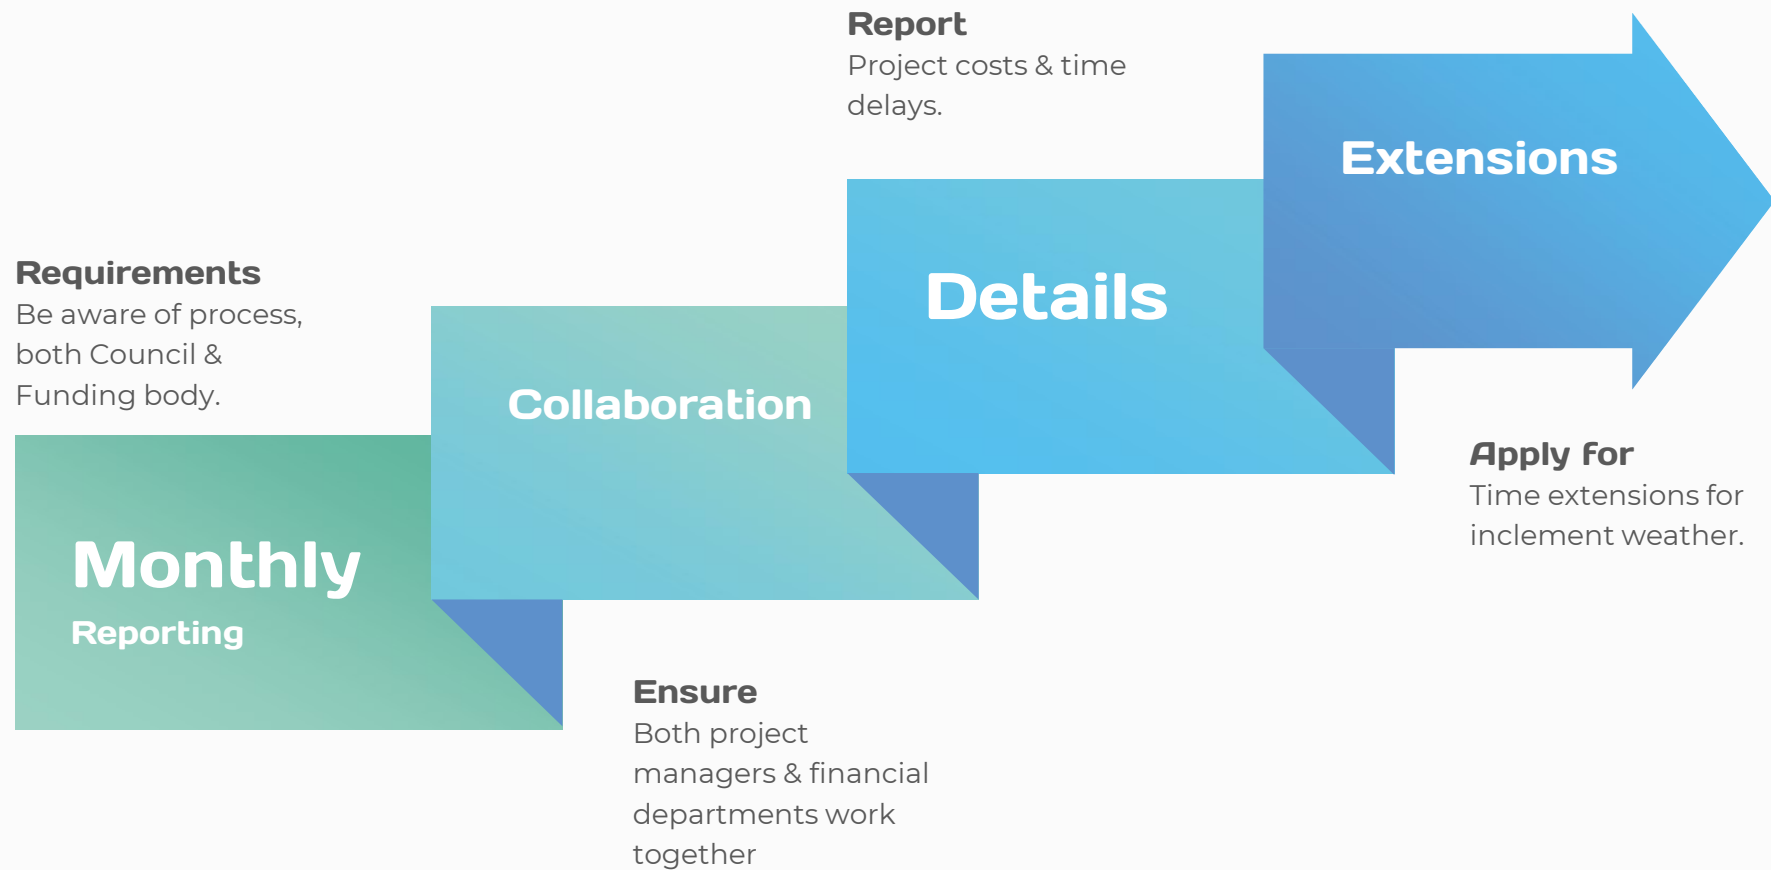 Requirements
Be aware of process,
both Council &
Funding body.
Monthly
Reporting
Collaboration
Ensure
Both project
managers & financial
departments work
together
Report
Project costs & time
delays.
Details
Extensions
Apply for
Time extensions for
inclement weather.